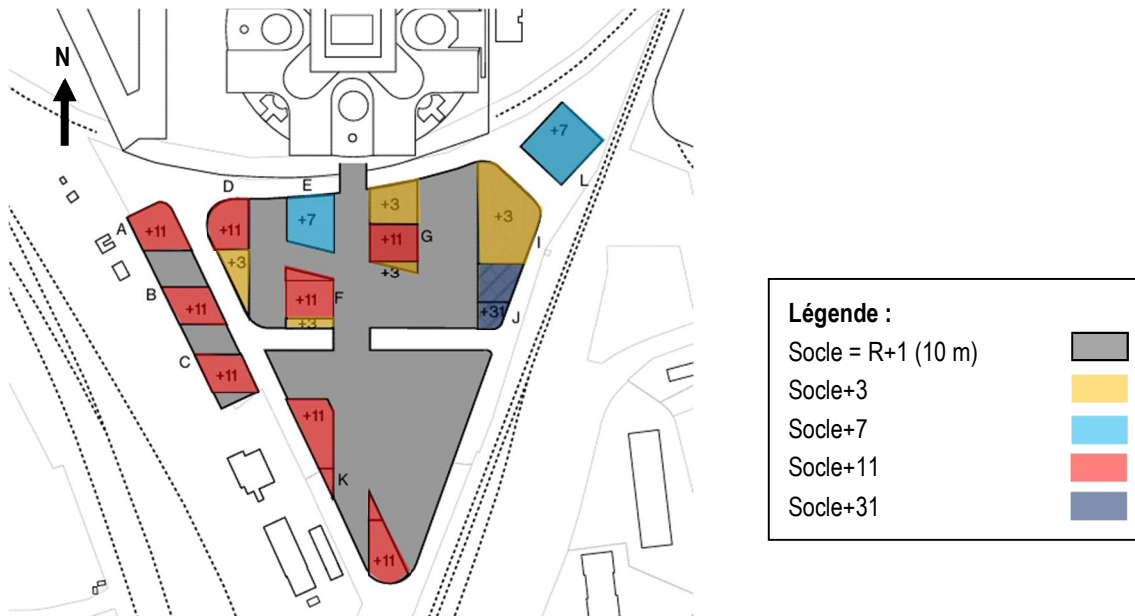 N
+7
L
D
E
A
+11
+11
+7
+3
+3
G
+11
+3
+3
I
B
+11
+11
F
+3
+31
J
C
+11
+11
K
+11
Légende :
Socle = R+1 (10 m)
Socle+3
Socle+7
Socle+11
Socle+31